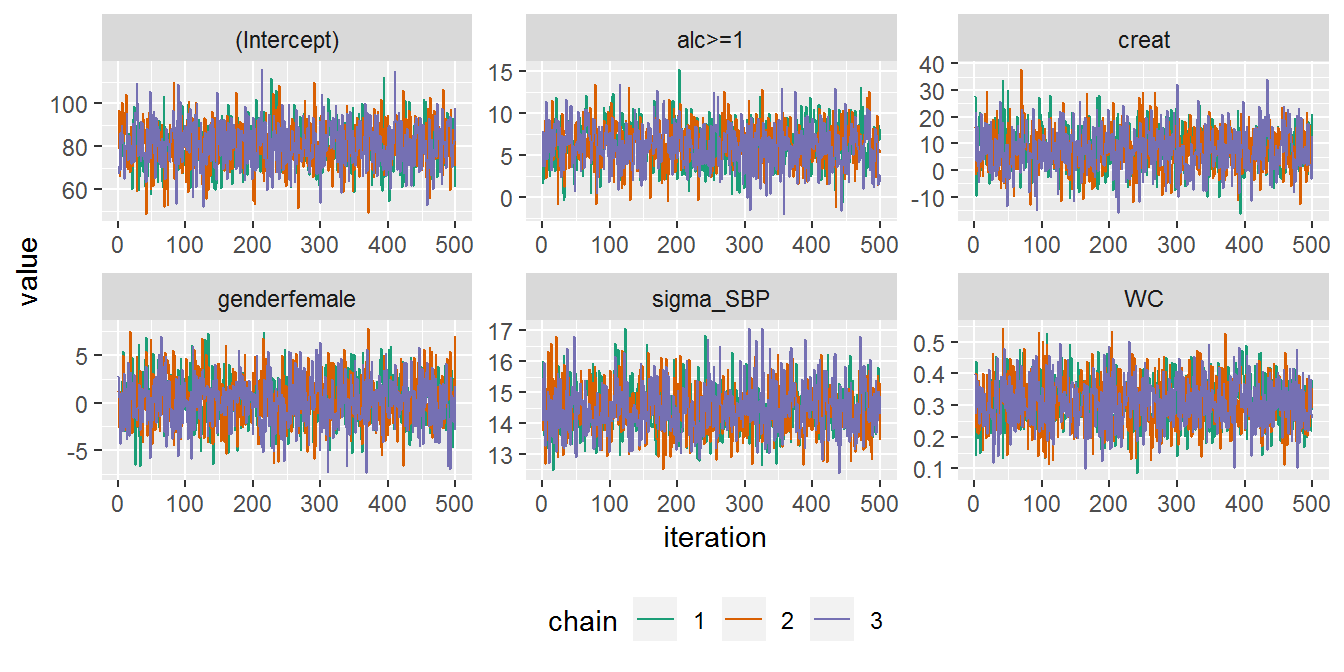 (Intercept) alc>=1 creat
100 80 60
15 10 5 0
40 30 20 10 0 -10
0 100 200 300 400 500 0 100 200 300 400 500 0 100 200 300 400 500
value
genderfemale sigma_SBP WC
5 0 -5
17 16 15 14 13
0.5 0.4 0.3 0.2 0.1
0 100 200 300 400 500 0 100 200 300 400 500 0 100 200 300 400 500
iteration
chain 1 2 3